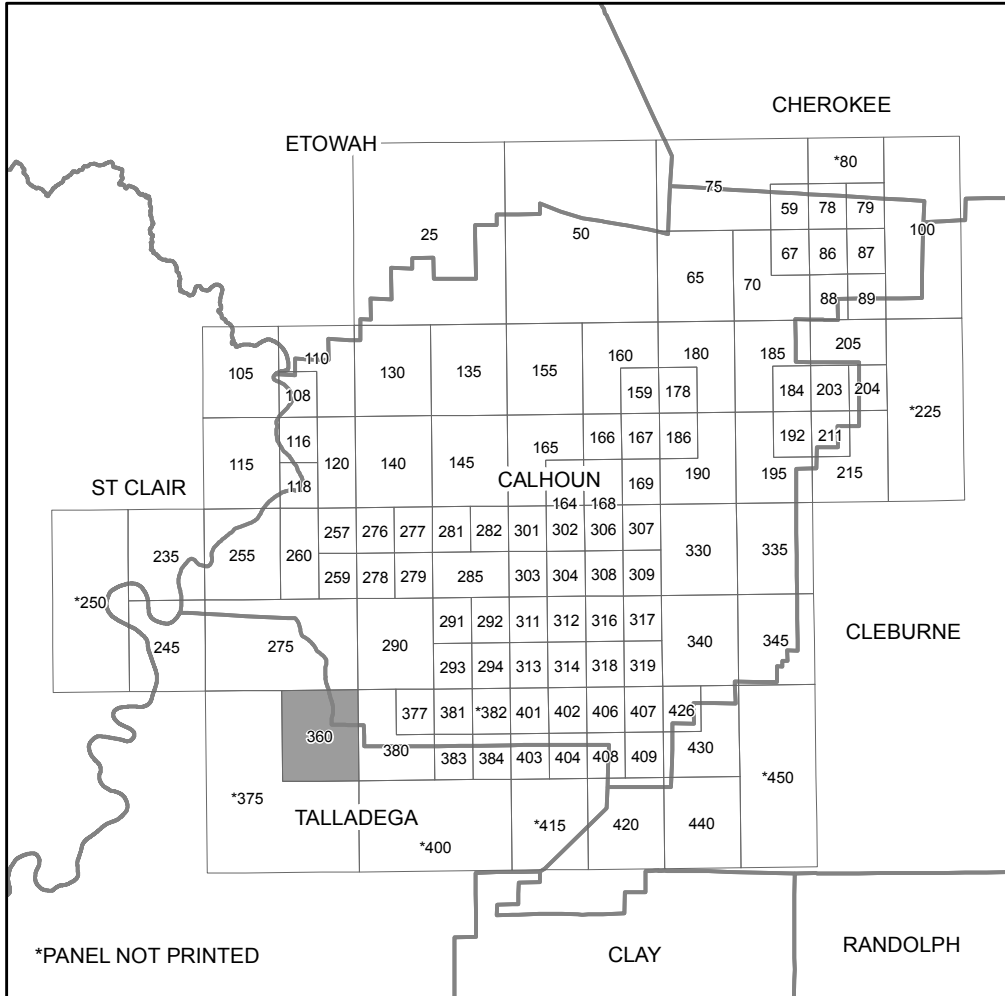 CHEROKEE
ETOWAH
*80
75
59 78 79
100
25 50
67 86 87
65 70
88 89
110 160 180 185 205
105 130 135 155
108 159 178 184 203 204
*225
116 166 167 186 192 211
115 120 140 145 165
ST CLAIR CALHOUN 169 190 195 215
118 164 168
257 276 277 281 282 301 302 306 307
235 255 260 330 335
259 278 279 285 303 304 308 309
*250
291 292 311 312 316 317
CLEBURNE
245 275 290 340 345
293 294 313 314 318 319
377 381 *382 401 402 406 407 426
360 380 430
383 384 403 404 408 409
*450
*375
TALLADEGA *415 420 440
*400
*PANEL NOT PRINTED CLAY RANDOLPH